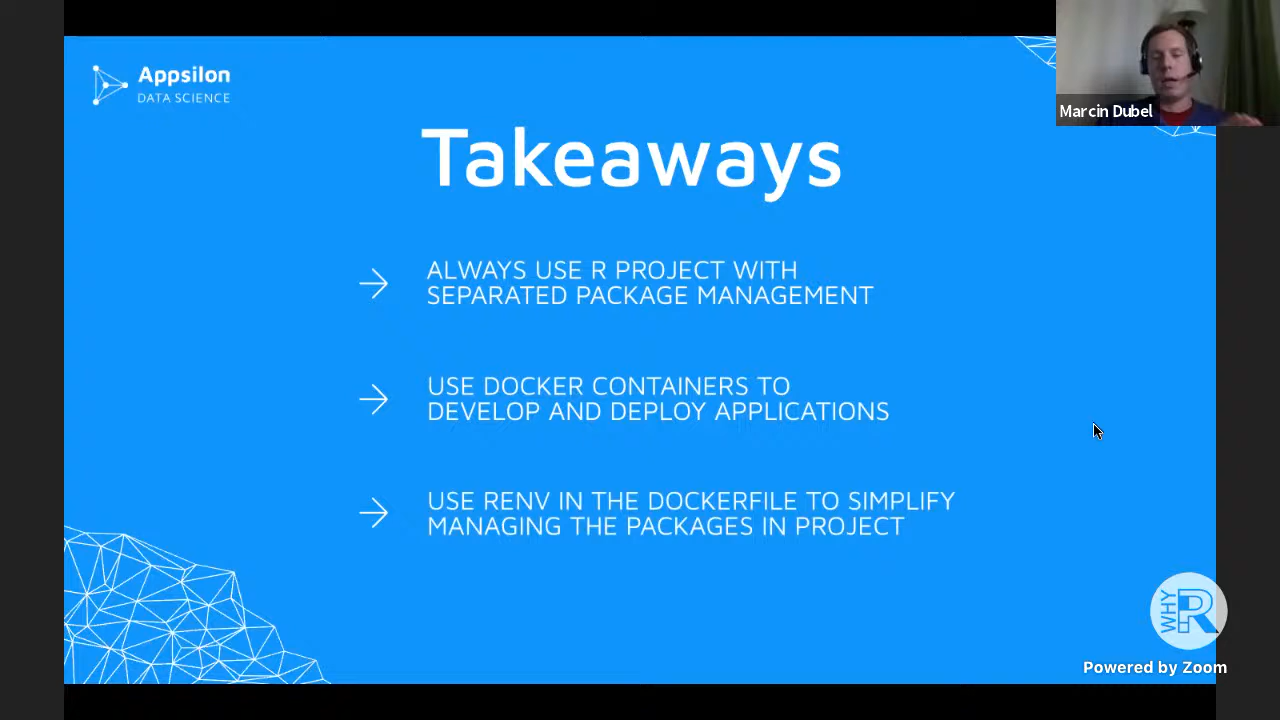 Appsilon
DATA SCIENCE
Marcin Dubel
Takeaways
ALWAYS USE R PROJECT WITH
SEPARATED PACKAGE MANAGEMENT
USE DOCKER CONTAINERS TO
DEVELOP AND DEPLOY APPLICATIONS
USE RENV IN THE DOCKERFILE TO SIMPLIFY
MANAGING THE PACKAGES IN PROJECT
WHY R
Powered by Zoom